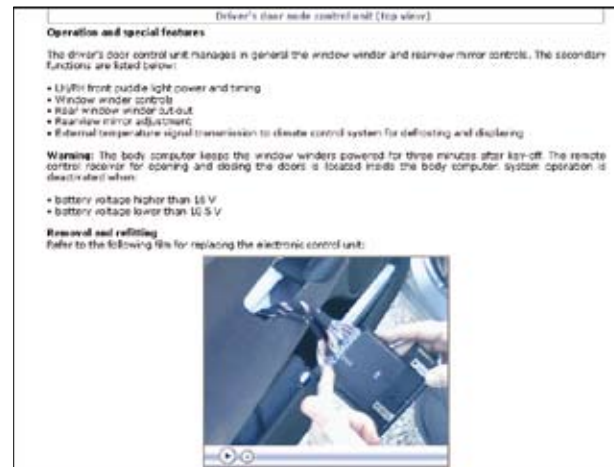 Driver's door node control unit (top view)
Operation and special features
The driver's door control unit manages in general the window winder and rearview mirror controls. The secondary
functions are listed below:
• LH/RH front puddle light power and timing
• Window winder controls
• Rear window winder cut-out
• Rearview mirror adjustment
• External temperature signal transmission to climate control system for defrosting and displaying
Warning: The body computer keeps the window winders powered for three minutes after key-off. The remote
control receiver for opening and closing the doors is located inside the body computer. system operation is
deactivated when:
• battery voltage higher than 16 V
• battery voltage lower than 10.5 V
Removal and refitting
Refer to the following film for replacing the electronic control unit: